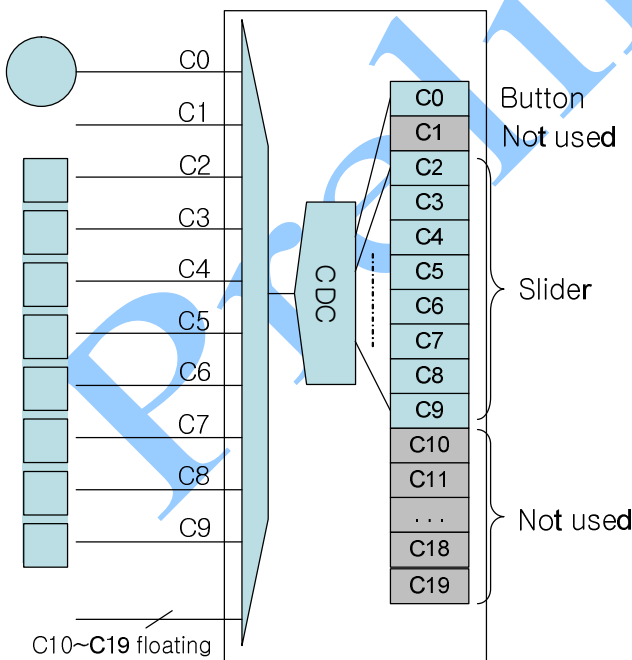 C0
C1
C2
C3
C4
C5
C6
C7
C8
C9
C10~C19 floating
CDC
C0
C1
C2
C3
C4
C5
C6
C7
C8
C9
C10
C11
...
C18
C19
Button
Not used
Slider
Not used
Preli